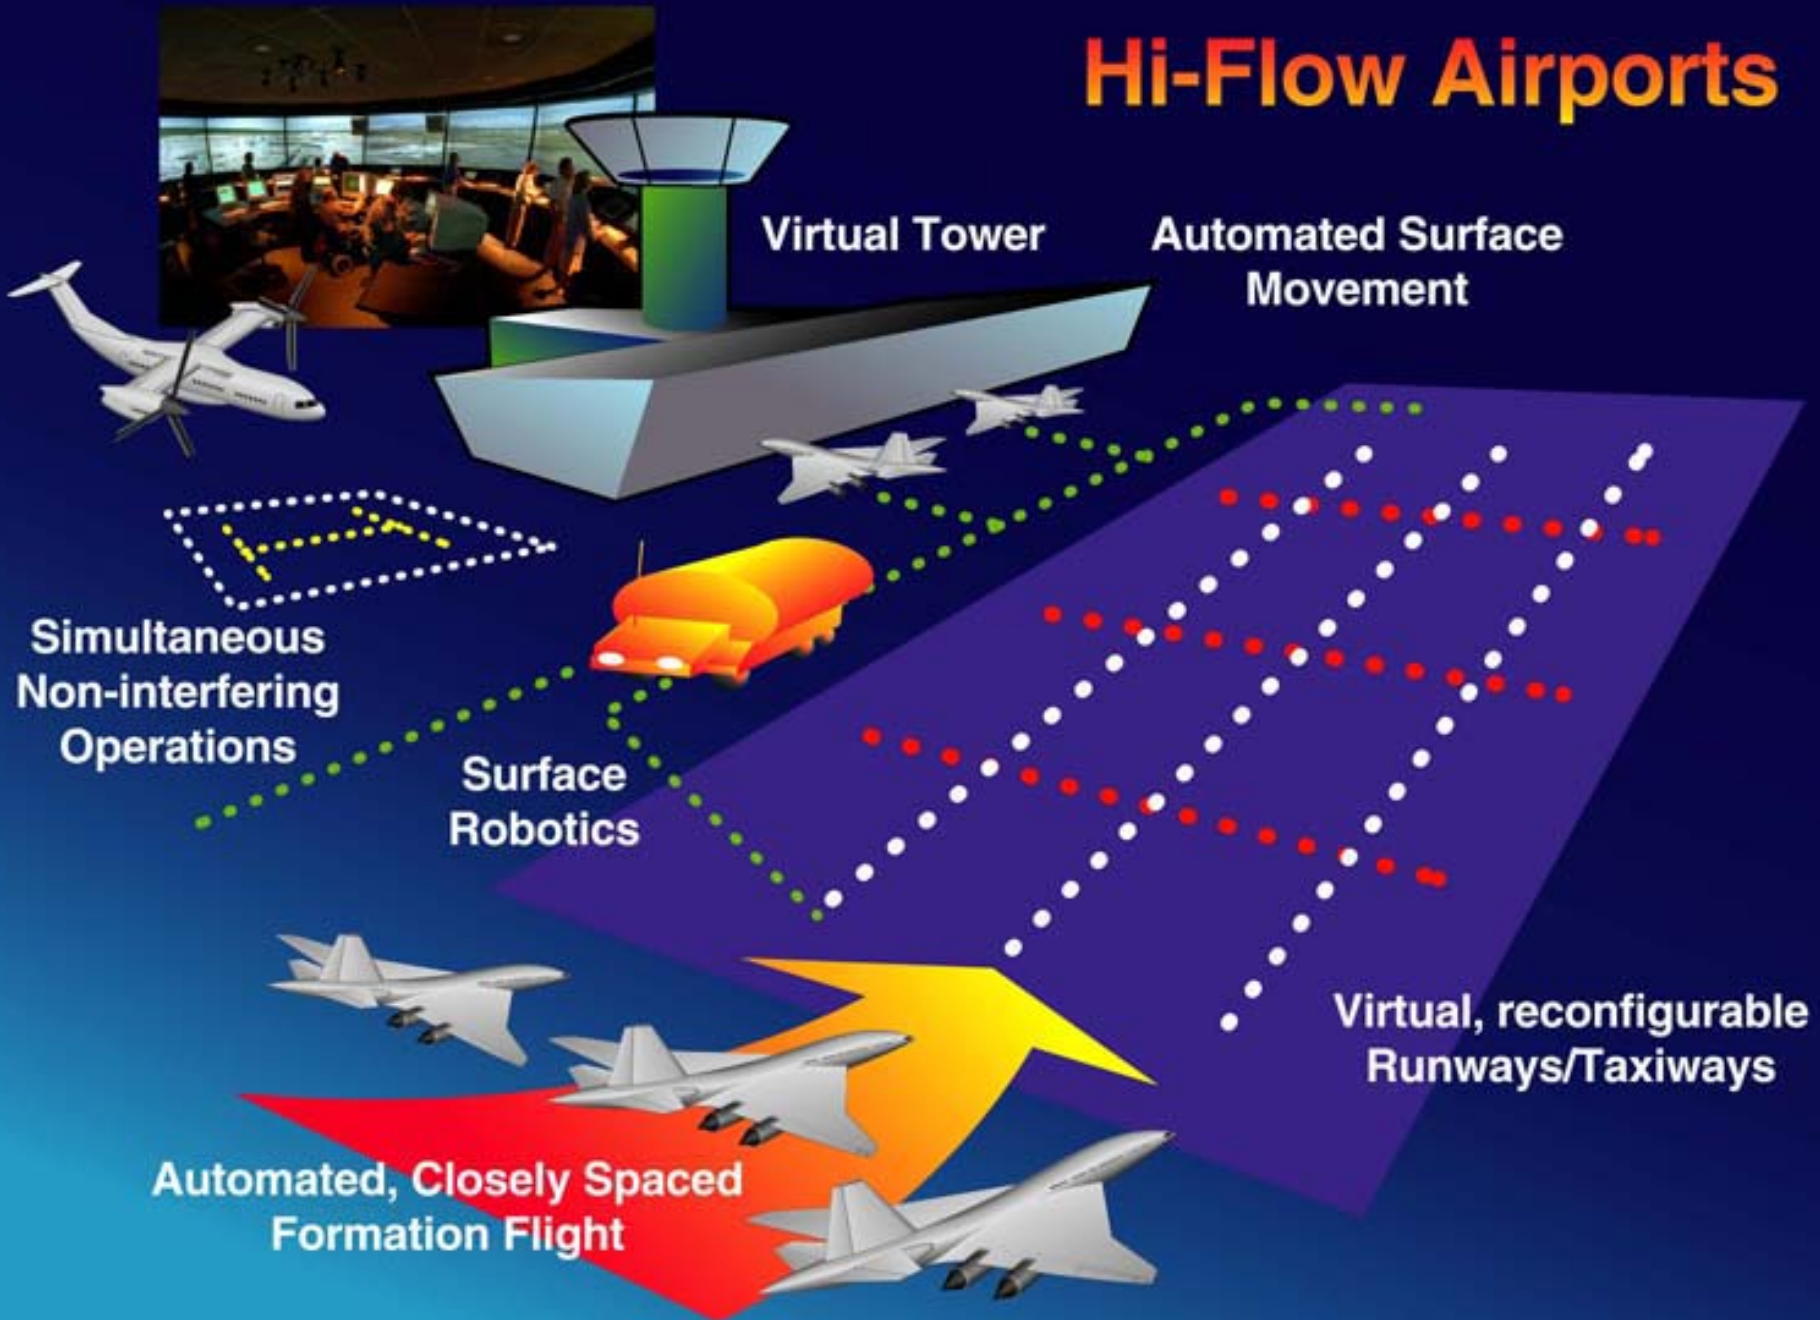 Hi-Flow Airports
Virtual Tower
Automated Surface
Movement
Simultaneous
Non-interfering
Operations
Surface
Robotics
Virtual, reconfigurable
Runways/Taxiways
Automated, Closely Spaced
Formation Flight